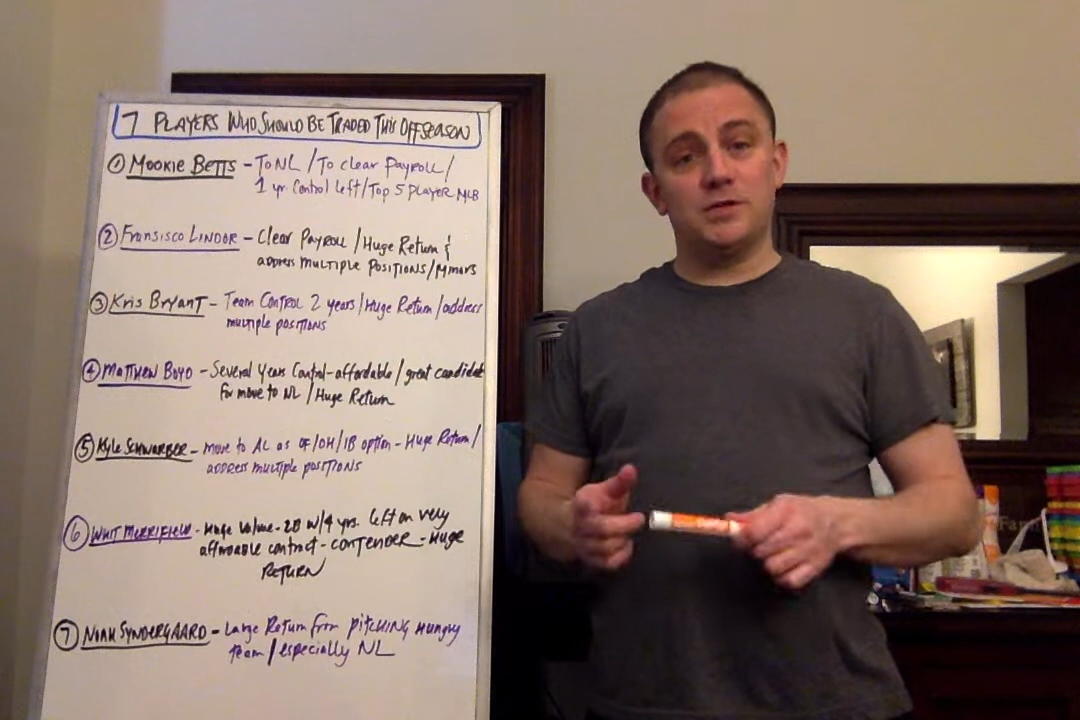 7 PLAYERS WHO SHOULD BE TRADED THIS OFFSEASON
① MOOKIE BETTS - TO NL / TO Clear PAYROLL /
1 yr. Control Left / TOP 5 PLAYER MLB
② FRANSISCO LINDOR - Clear PAYROLL / HUGE RETURN &
ADDRESS MULTIPLE POSITIONS / MINORS
③ KRIS BRYANT - TEAM CONTROL 2 years / HUGE RETURN / address
multiple positions
④ MATTHEW BOYD - Several Years Control - affordable / great candidate
for move to NL / HUGE RETURN
⑤ KYLE SCHWARBER - move to AL as OF/DH/1B option - HUGE RETURN /
address multiple positions
⑥ WHIT MERRIFIELD - Huge Value - 2B w/ 4 yrs. left on very
affordable contract - CONTENDER - HUGE
RETURN
⑦ NOAH SYNDERGAARD - Large Return from pitching hungry
team / especially NL